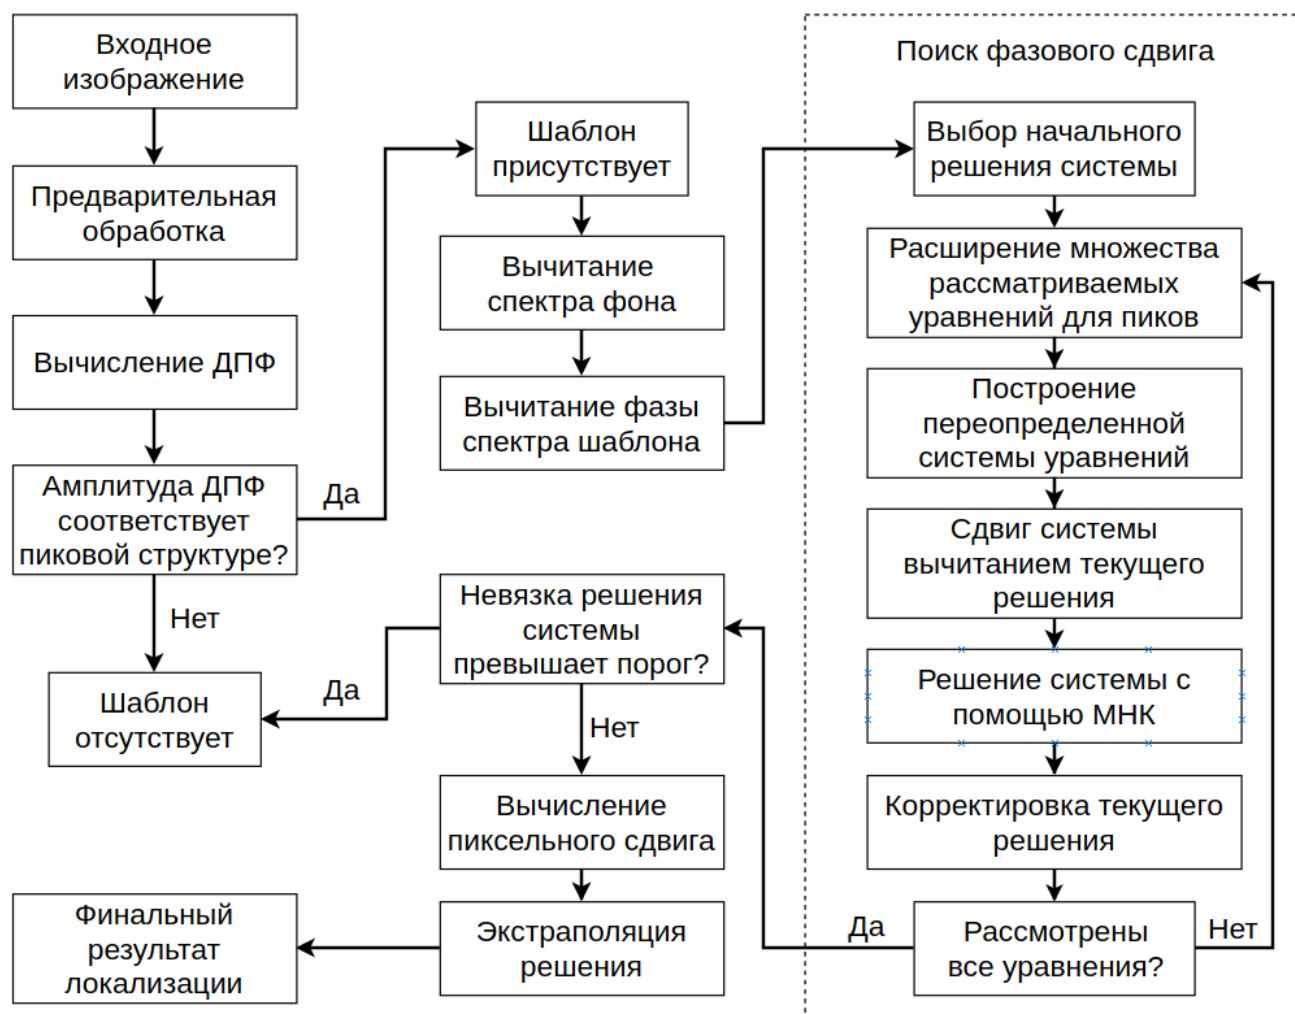 Входное
изображение
Предварительная
обработка
Вычисление ДПФ
Амплитуда ДПФ
соответствует
пиковой структуре?
Да
Нет
Шаблон
отсутствует
Шаблон
присутствует
Вычитание
спектра фона
Вычитание фазы
спектра шаблона
Поиск фазового сдвига
Выбор начального
решения системы
Расширение множества
рассматриваемых
уравнений для пиков
Построение
переопределенной
системы уравнений
Сдвиг системы
вычитанием текущего
решения
Решение системы с
помощью МНК
Корректировка текущего
решения
Рассмотрены
все уравнения?
Нет
Да
Невязка решения
системы
превышает порог?
Да
Нет
Вычисление
пиксельного сдвига
Экстраполяция
решения
Финальный
результат
локализации